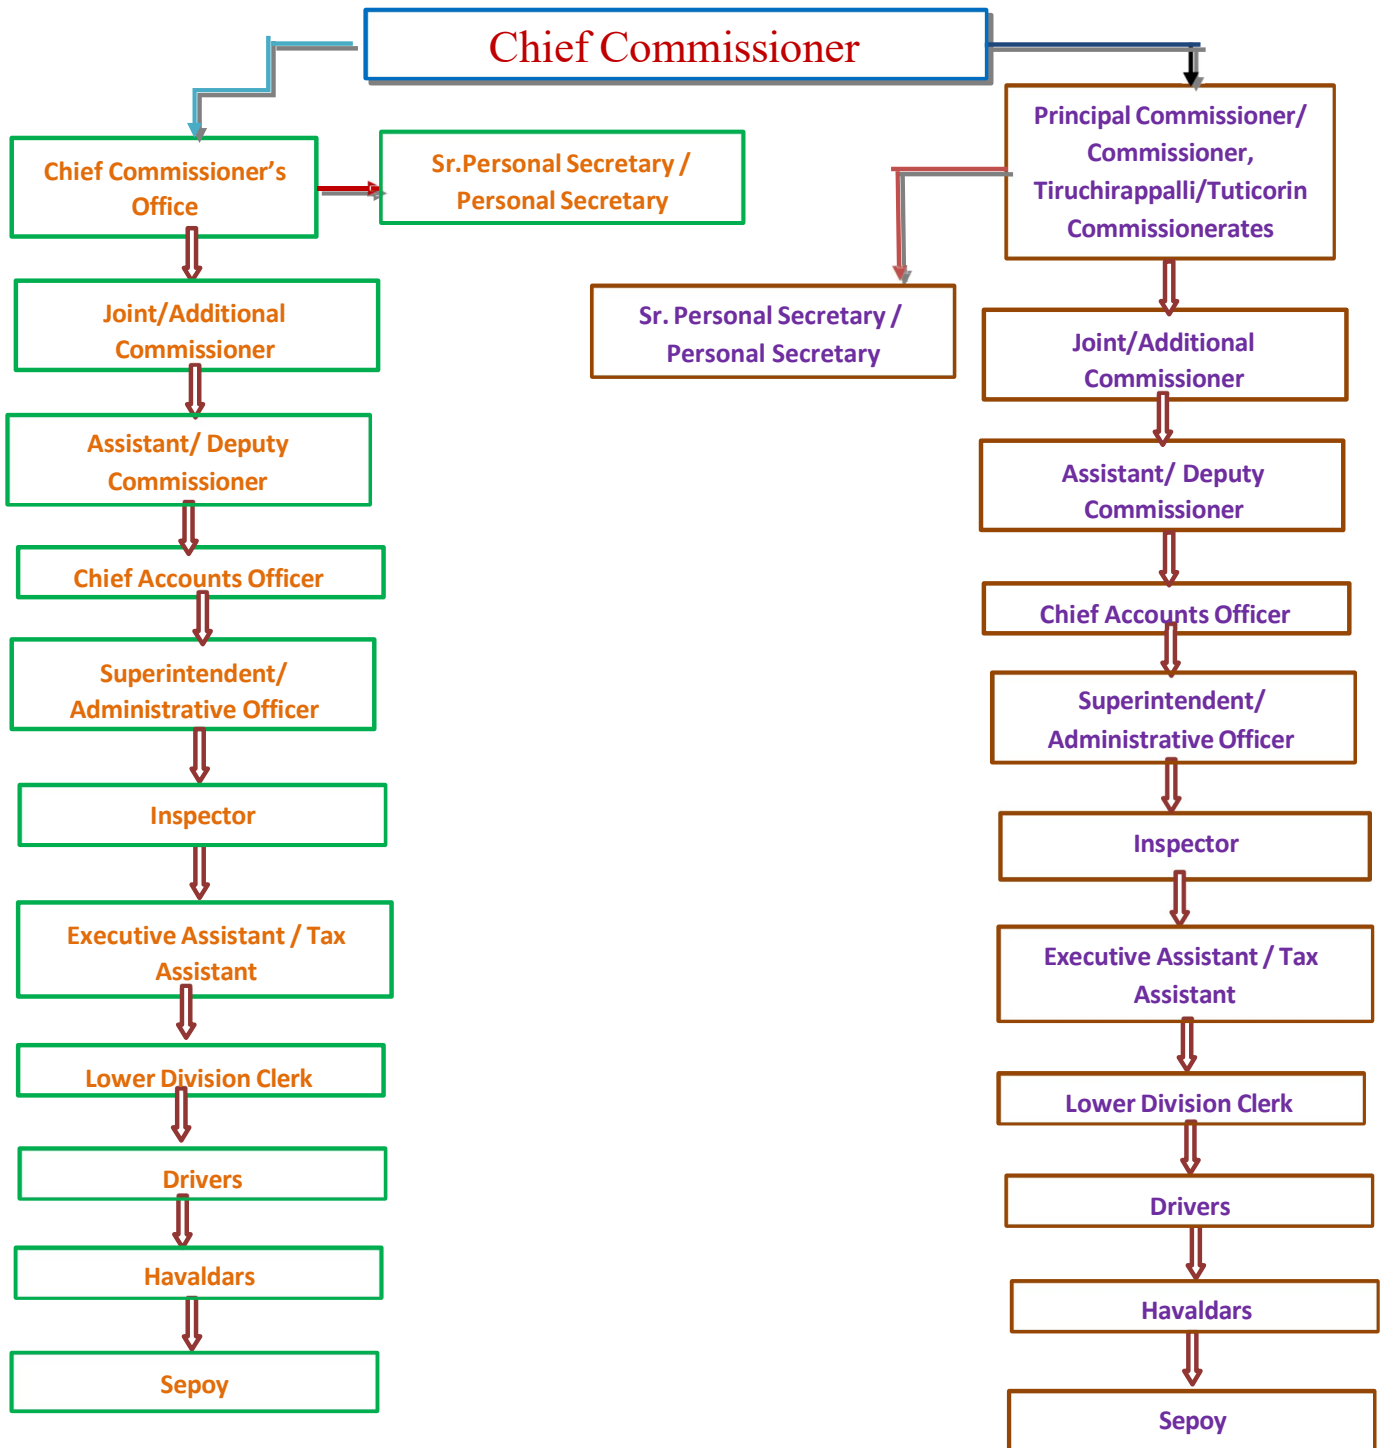 Chief Commissioner
Chief Commissioner’s
Office
Sr.Personal Secretary /
Personal Secretary
Joint/Additional
Commissioner
Assistant/ Deputy
Commissioner
Chief Accounts Officer
Superintendent/
Administrative Officer
Inspector
Executive Assistant / Tax
Assistant
Lower Division Clerk
Drivers
Havaldars
Sepoy
Principal Commissioner/
Commissioner,
Tiruchirappalli/Tuticorin
Commissionerates
Sr. Personal Secretary /
Personal Secretary
Joint/Additional
Commissioner
Assistant/ Deputy
Commissioner
Chief Accounts Officer
Superintendent/
Administrative Officer
Inspector
Executive Assistant / Tax
Assistant
Lower Division Clerk
Drivers
Havaldars
Sepoy